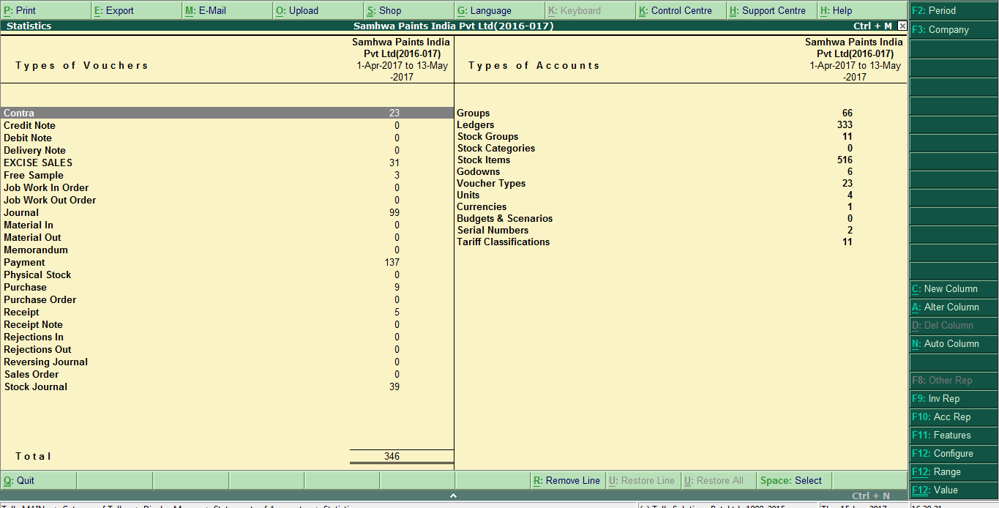 P: Print E: Export M: E-Mail O: Upload S: Shop G: Language K: Keyboard K: Control Centre H: Support Centre H: Help
Statistics Samhwa Paints India Pvt Ltd(2016-017) Ctrl + M
Types of Vouchers
Samhwa Paints India
Pvt Ltd(2016-017)
1-Apr-2017 to 13-May
-2017
Contra 23
Credit Note 0
Debit Note 0
Delivery Note 0
EXCISE SALES 31
Free Sample 3
Job Work In Order 0
Job Work Out Order 0
Journal 99
Material In 0
Material Out 0
Memorandum 0
Payment 137
Physical Stock 0
Purchase 9
Purchase Order 0
Receipt 5
Receipt Note 0
Rejections In 0
Rejections Out 0
Reversing Journal 0
Sales Order 0
Stock Journal 39
Total 346
Types of Accounts
Samhwa Paints India
Pvt Ltd(2016-017)
1-Apr-2017 to 13-May
-2017
Groups 66
Ledgers 333
Stock Groups 11
Stock Categories 0
Stock Items 516
Godowns 6
Voucher Types 23
Units 4
Currencies 1
Budgets & Scenarios 0
Serial Numbers 2
Tariff Classifications 11
F2: Period
F3: Company
C: New Column
A: Alter Column
D: Del Column
N: Auto Column
F8: Other Rep
F9: Inv Rep
F10: Acc Rep
F11: Features
F12: Configure
F12: Range
F12: Value
Q: Quit R: Remove Line U: Restore Line U: Restore All Space: Select
Ctrl + N